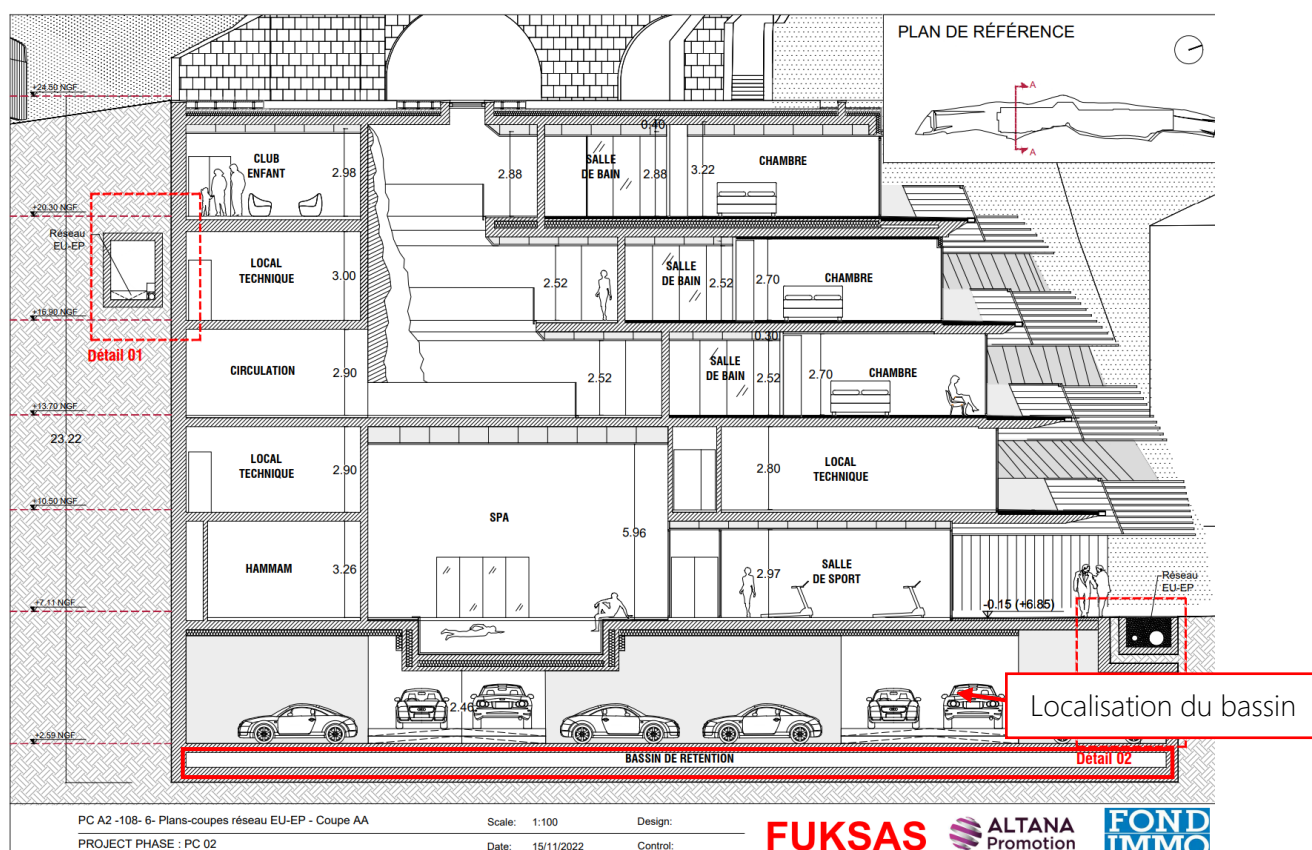 PLAN DE RÉFÉRENCE
A
A
+24.50 NGF
0.40
CLUB
ENFANT
2.98
2.88
SALLE
DE BAIN
2.88
3.22
CHAMBRE
+20.30 NGF
Réseau
EU-EP
LOCAL
TECHNIQUE
3.00
2.52
SALLE
DE BAIN
2.52
2.70
CHAMBRE
+16.90 NGF
Détail 01
0.30
CIRCULATION
2.90
2.52
SALLE
DE BAIN
2.52
2.70
CHAMBRE
+13.70 NGF
23.22
LOCAL
TECHNIQUE
2.90
2.80
LOCAL
TECHNIQUE
+10.50 NGF
SPA
5.96
HAMMAM
3.26
2.97
SALLE
DE SPORT
Réseau
EU-EP
+7.11 NGF
-0.15 (+6.85)
2.46
Localisation du bassin
+2.59 NGF
BASSIN DE RETENTION
Détail 02
PC A2 -108- 6- Plans-coupes réseau EU-EP - Coupe AA
Scale: 1:100
Design:
PROJECT PHASE : PC 02
Date: 15/11/2022
Control:
FUKSAS
ALTANA
Promotion
FOND
IMMO